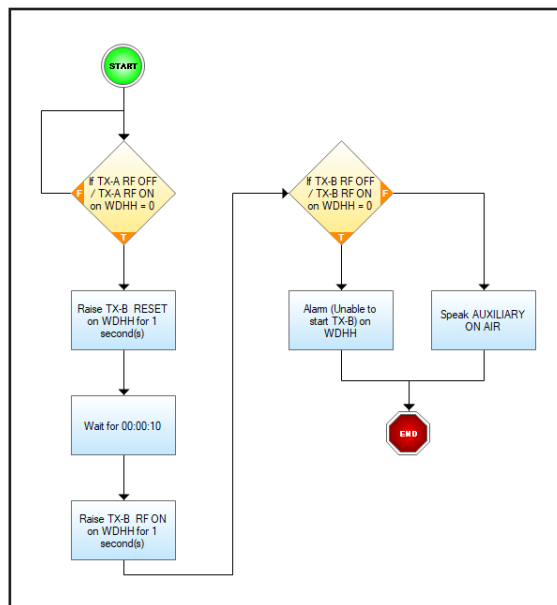 START
If TX-A RF OFF
/ TX-A RF ON
on WDHH = 0
F
T
Raise TX-B RESET
on WDHH for 1
second(s)
Wait for 00:00:10
Raise TX-B RF ON
on WDHH for 1
second(s)
If TX-B RF OFF
/ TX-B RF ON
on WDHH = 0
F
T
Alarm (Unable to
start TX-B) on
WDHH
Speak AUXILIARY
ON AIR
END